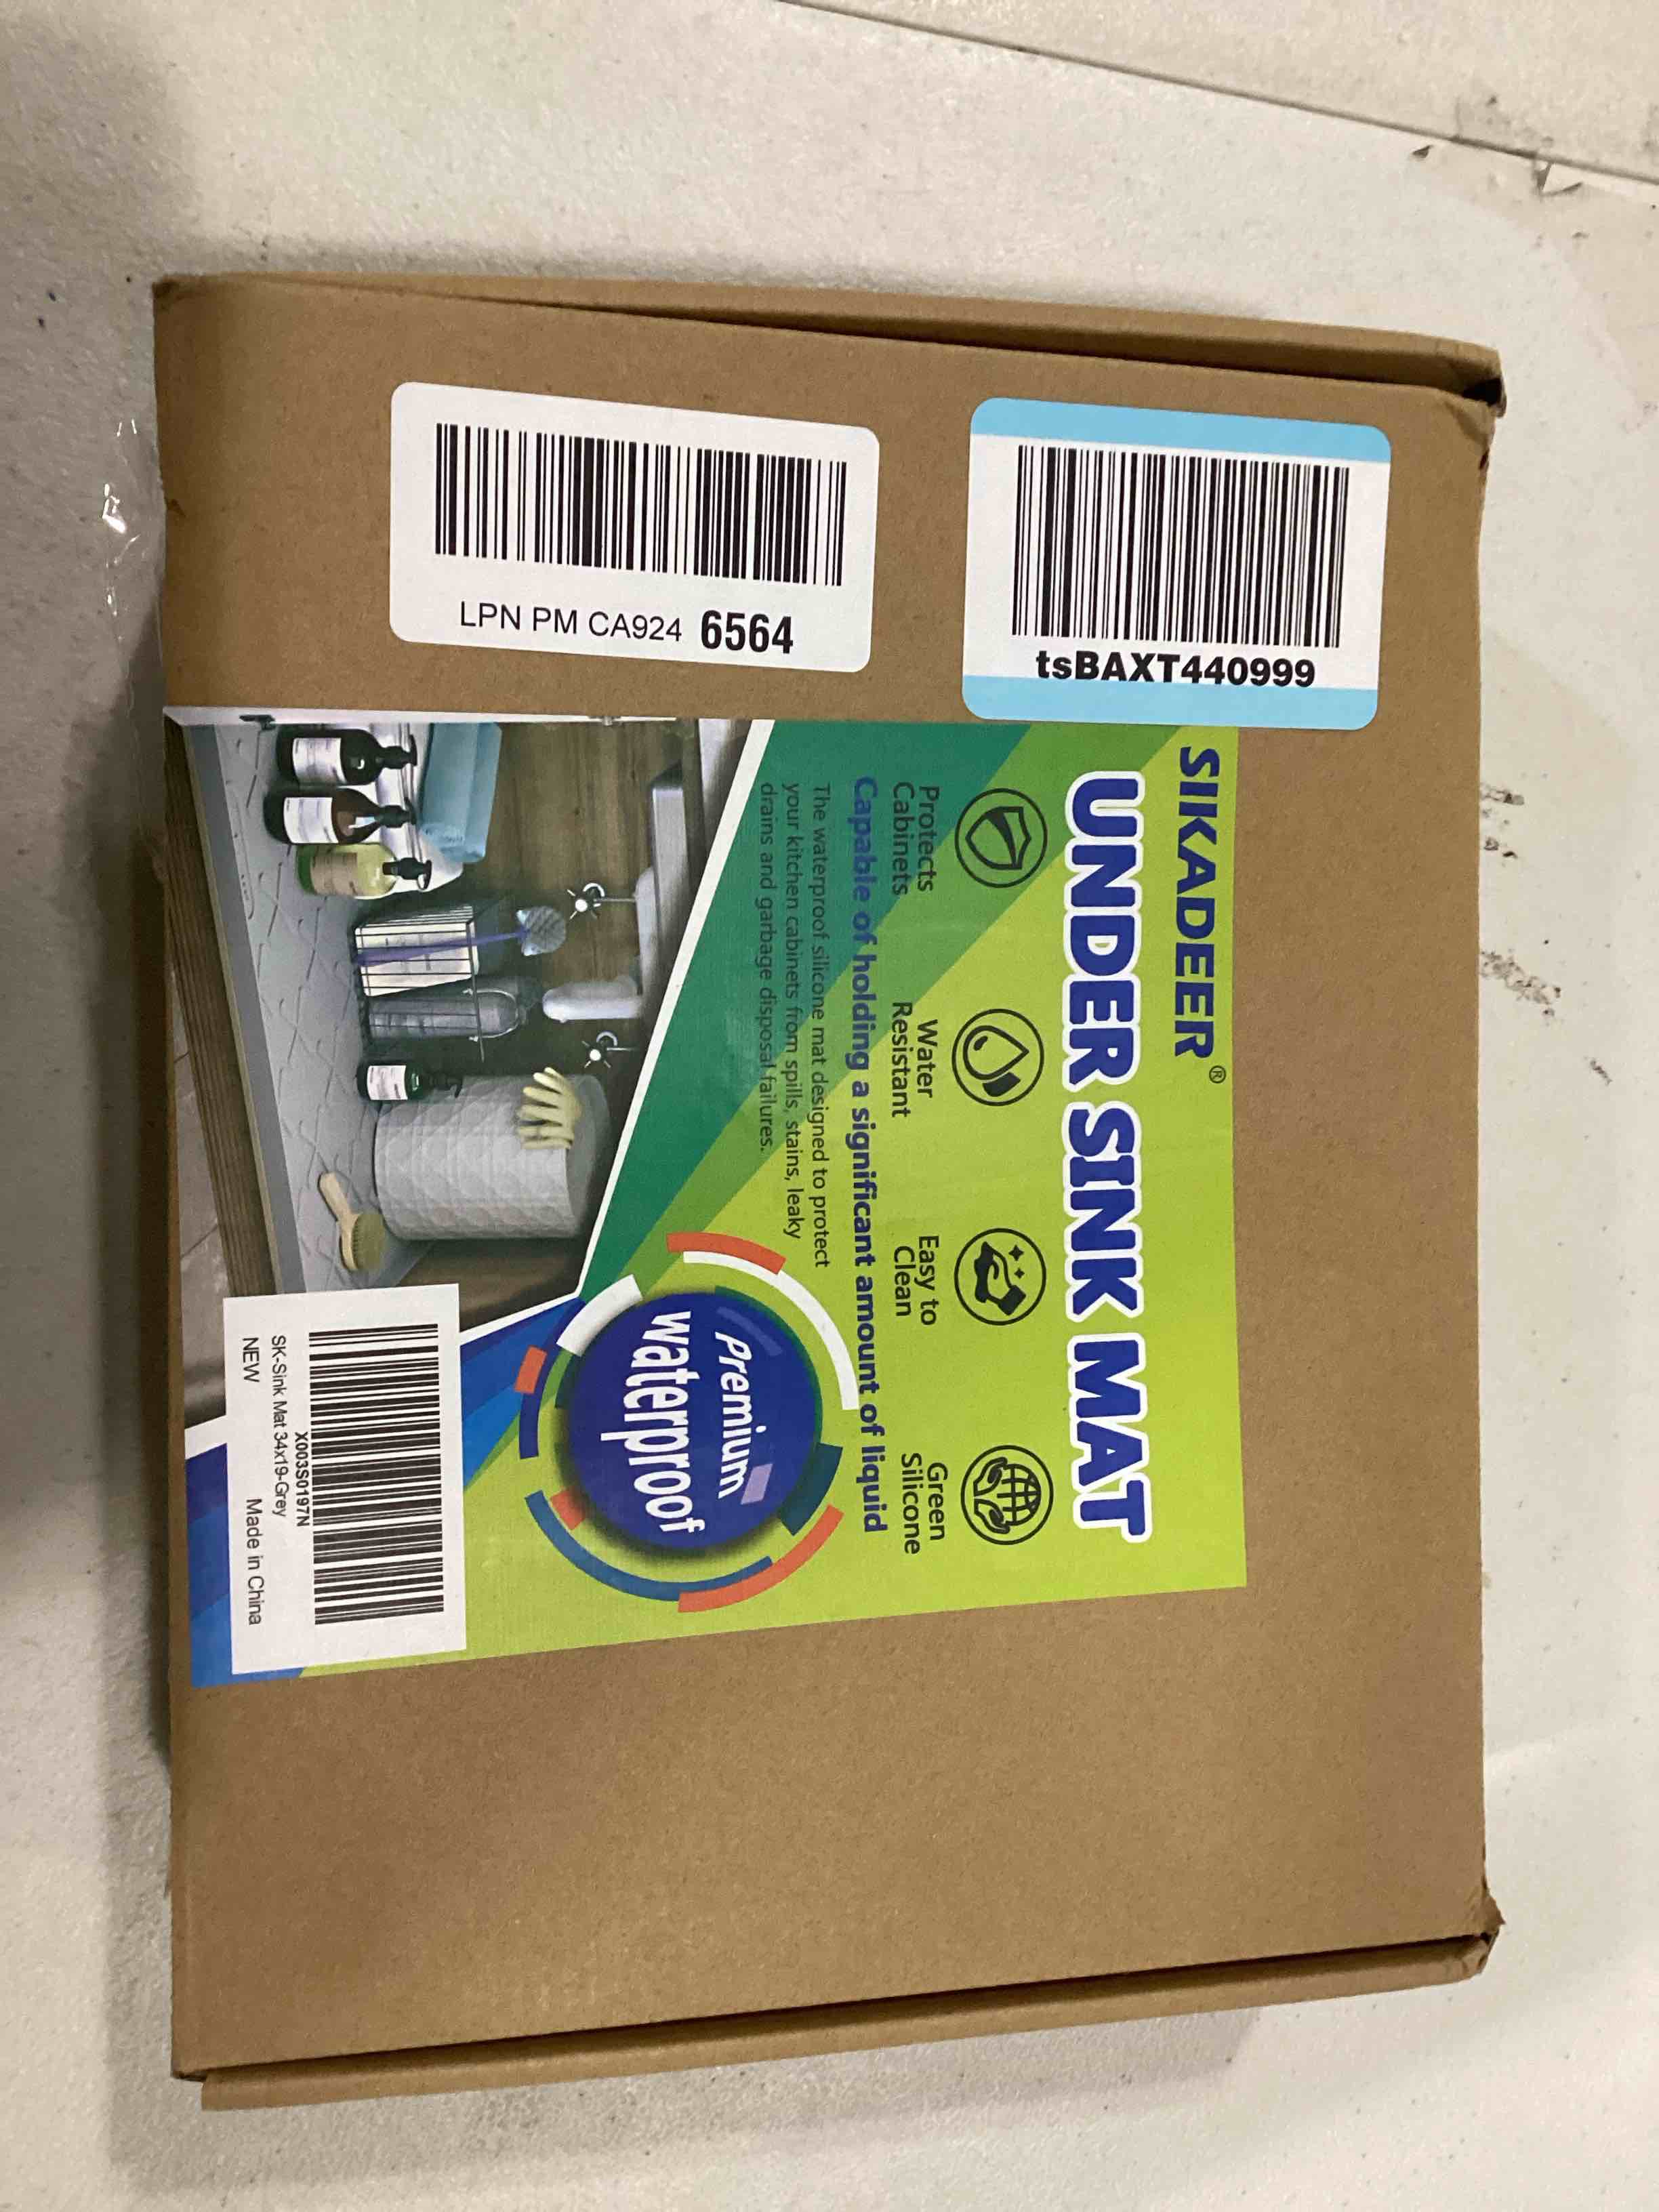 LPN PM CA924 6564
tsBAXT440999
SIKADEER®
UNDER SINK MAT
Protects
Cabinets
Water
Resistant
Easy to
Clean
Green
Silicone
Capable of holding a significant amount of liquid
The waterproof silicone mat designed to protect
your kitchen cabinets from spills, stains, leaky
drains and garbage disposal failures.
Premium
waterproof
X003S0197N
SK-Sink Mat 34x19-Grey
NEW Made in China